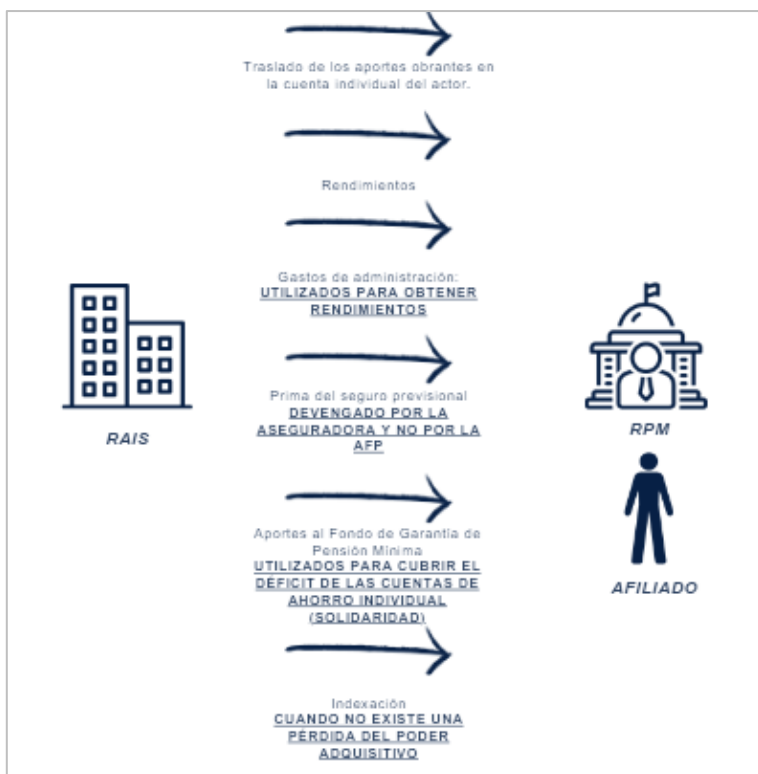 Traslado de los aportes obrantes en
la cuenta individual del actor.
Rendimientos
Gastos de administración:
UTILIZADOS PARA OBTENER
RENDIMIENTOS
Prima del seguro previsional
DEVENGADO POR LA
ASEGURADORA Y NO POR LA
AFP
RAIS
RPM
Aportes al Fondo de Garantía de
Pensión Mínima
UTILIZADOS PARA CUBRIR EL
DÉFICIT DE LAS CUENTAS DE
AHORRO INDIVIDUAL
(SOLIDARIDAD)
AFILIADO
Indexación
CUANDO NO EXISTE UNA
PÉRDIDA DEL PODER
ADQUISITIVO